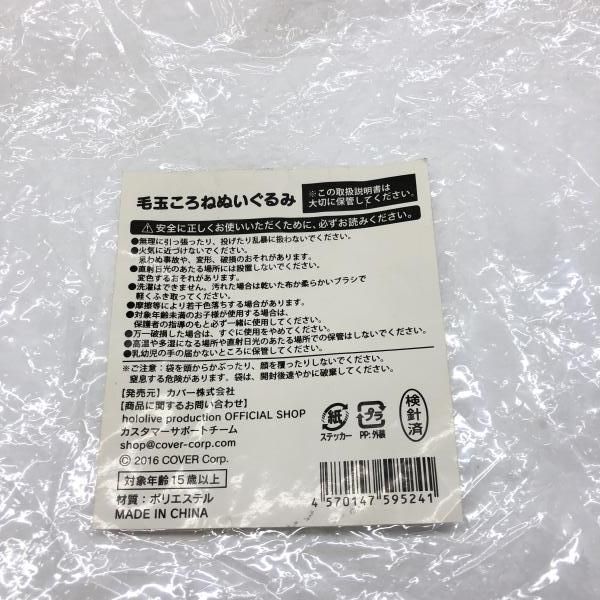 毛玉ころねぬいぐるみ
※この取扱説明書は
大切に保管してください。
安全に正しくお使いいただくために、必ずお読みください。
●無理に引っ張ったり、投げたり乱暴に扱わないでください。
●火気に近づけないでください。
思わぬ事故や、変形、破損のおそれがあります。
●直射日光のあたる場所には設置しないでください。
変色するおそれがあります。
●洗濯はできません。汚れた場合は乾いた布か柔らかいブラシで
軽くふき取ってください。
●摩擦等により若干色落ちする場合があります。
●対象年齢未満のお子様が使用する場合は、
保護者の指導のもと必ず一緒に使用してください。
●万一破損した場合は、すぐに使用をやめてください。
●高温や多湿になる場所や直射日光のあたる場所での保管はしないでください。
●乳幼児の手の届かないところに保管してください。
※ご注意：袋を頭からかぶったり、顔を覆ったりしないでください。
窒息する危険があります。袋は、開封後速やかに破棄してください。
［発売元］カバー株式会社
［商品に関するお問い合わせ］
hololive production OFFICIAL SHOP
カスタマーサポートチーム
shop@cover-corp.com
© 2016 COVER Corp.
対象年齢15歳以上
材質：ポリエステル
MADE IN CHINA
紙
ステッカー
プラ
PP:外装
検針済
4 570147 595241